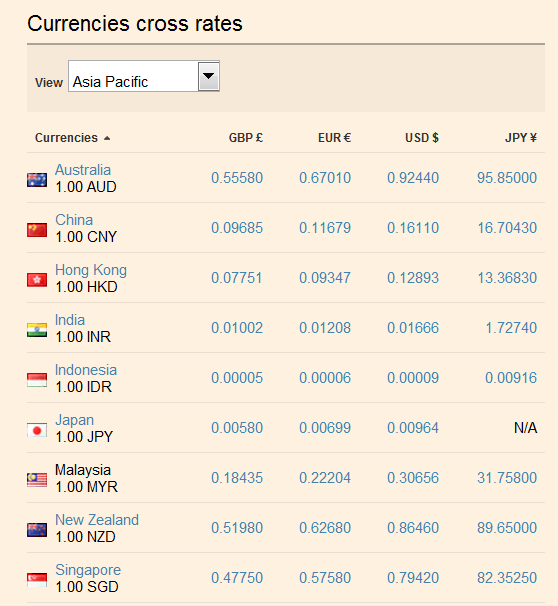 Currencies cross rates
View Asia Pacific
Currencies GBP £ EUR € USD $ JPY ¥
Australia
1.00 AUD 0.55580 0.67010 0.92440 95.85000
China
1.00 CNY 0.09685 0.11679 0.16110 16.70430
Hong Kong
1.00 HKD 0.07751 0.09347 0.12893 13.36830
India
1.00 INR 0.01002 0.01208 0.01666 1.72740
Indonesia
1.00 IDR 0.00005 0.00006 0.00009 0.00916
Japan
1.00 JPY 0.00580 0.00699 0.00964 N/A
Malaysia
1.00 MYR 0.18435 0.22204 0.30656 31.75800
New Zealand
1.00 NZD 0.51980 0.62680 0.86460 89.65000
Singapore
1.00 SGD 0.47750 0.57580 0.79420 82.35250